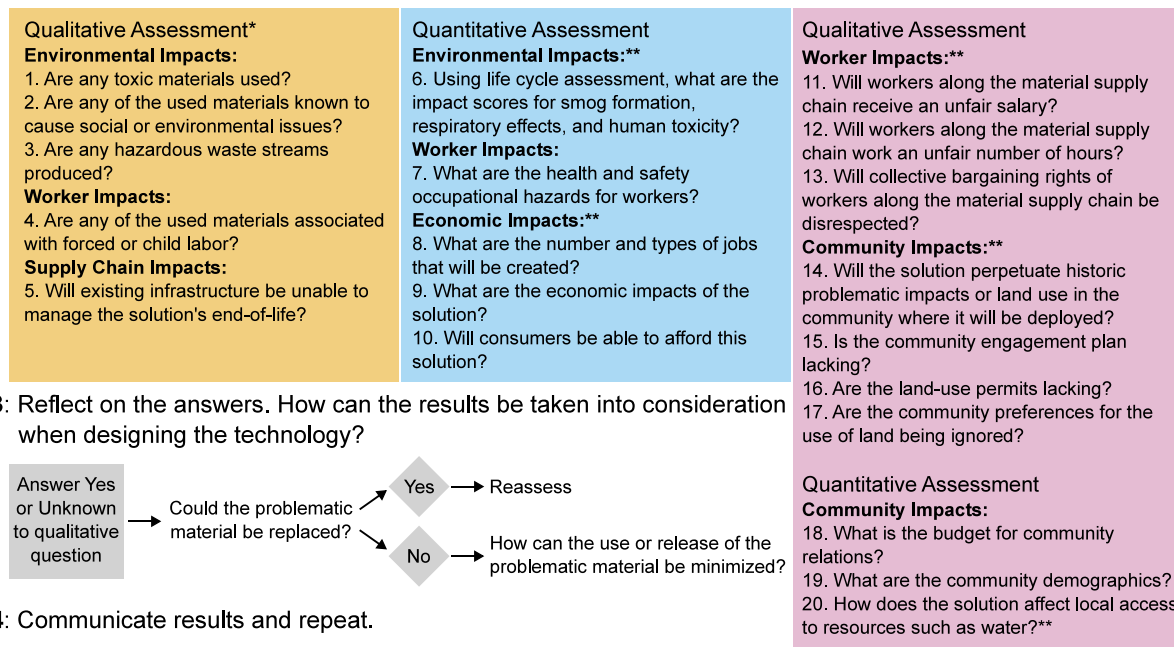 Qualitative Assessment*
Environmental Impacts:
1. Are any toxic materials used?
2. Are any of the used materials known to
cause social or environmental issues?
3. Are any hazardous waste streams
produced?
Worker Impacts:
4. Are any of the used materials associated
with forced or child labor?
Supply Chain Impacts:
5. Will existing infrastructure be unable to
manage the solution's end-of-life?
Quantitative Assessment
Environmental Impacts:**
6. Using life cycle assessment, what are the
impact scores for smog formation,
respiratory effects, and human toxicity?
Worker Impacts:
7. What are the health and safety
occupational hazards for workers?
Economic Impacts:**
8. What are the number and types of jobs
that will be created?
9. What are the economic impacts of the
solution?
10. Will consumers be able to afford this
solution?
Qualitative Assessment
Worker Impacts:**
11. Will workers along the material supply
chain receive an unfair salary?
12. Will workers along the material supply
chain work an unfair number of hours?
13. Will collective bargaining rights of
workers along the material supply chain be
disrespected?
Community Impacts:**
14. Will the solution perpetuate historic
problematic impacts or land use in the
community where it will be deployed?
15. Is the community engagement plan
lacking?
16. Are the land-use permits lacking?
17. Are the community preferences for the
use of land being ignored?
Quantitative Assessment
Community Impacts:
18. What is the budget for community
relations?
19. What are the community demographics?
20. How does the solution affect local access
to resources such as water?**
3: Reflect on the answers. How can the results be taken into consideration
when designing the technology?
Answer Yes
or Unknown
to qualitative
question
Could the problematic
material be replaced?
Yes
Reassess
No
How can the use or release of the
problematic material be minimized?
4: Communicate results and repeat.